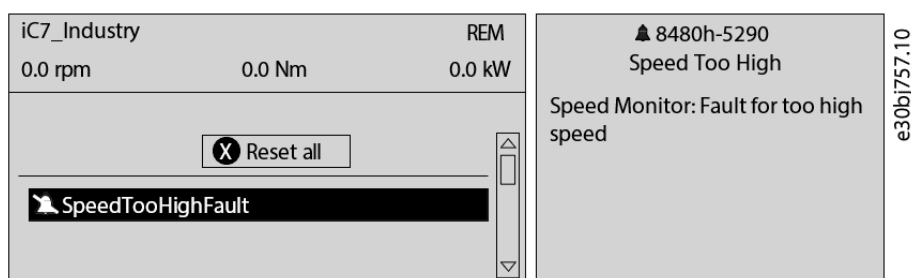 iC7_Industry REM
0.0 rpm 0.0 Nm 0.0 kW
X Reset all
SpeedTooHighFault
8480h-5290
Speed Too High
Speed Monitor: Fault for too high
speed
e30bj757.10